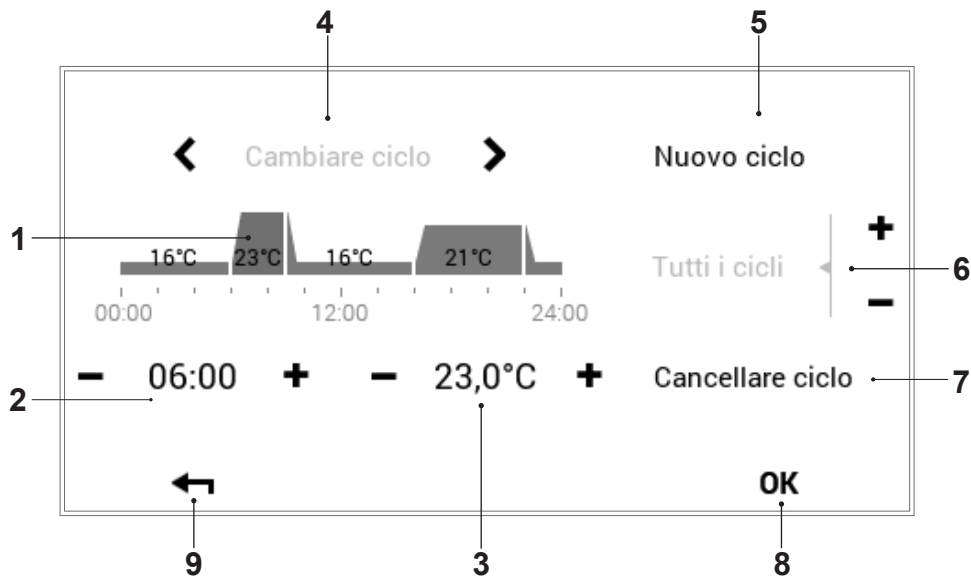 4 5
< Cambiare ciclo > Nuovo ciclo
1 16°C 23°C 16°C 21°C
+
Tutti i cicli 6
−
00:00 12:00 24:00
− 06:00 + − 23,0°C + Cancellare ciclo 7
2
OK
9 3 8